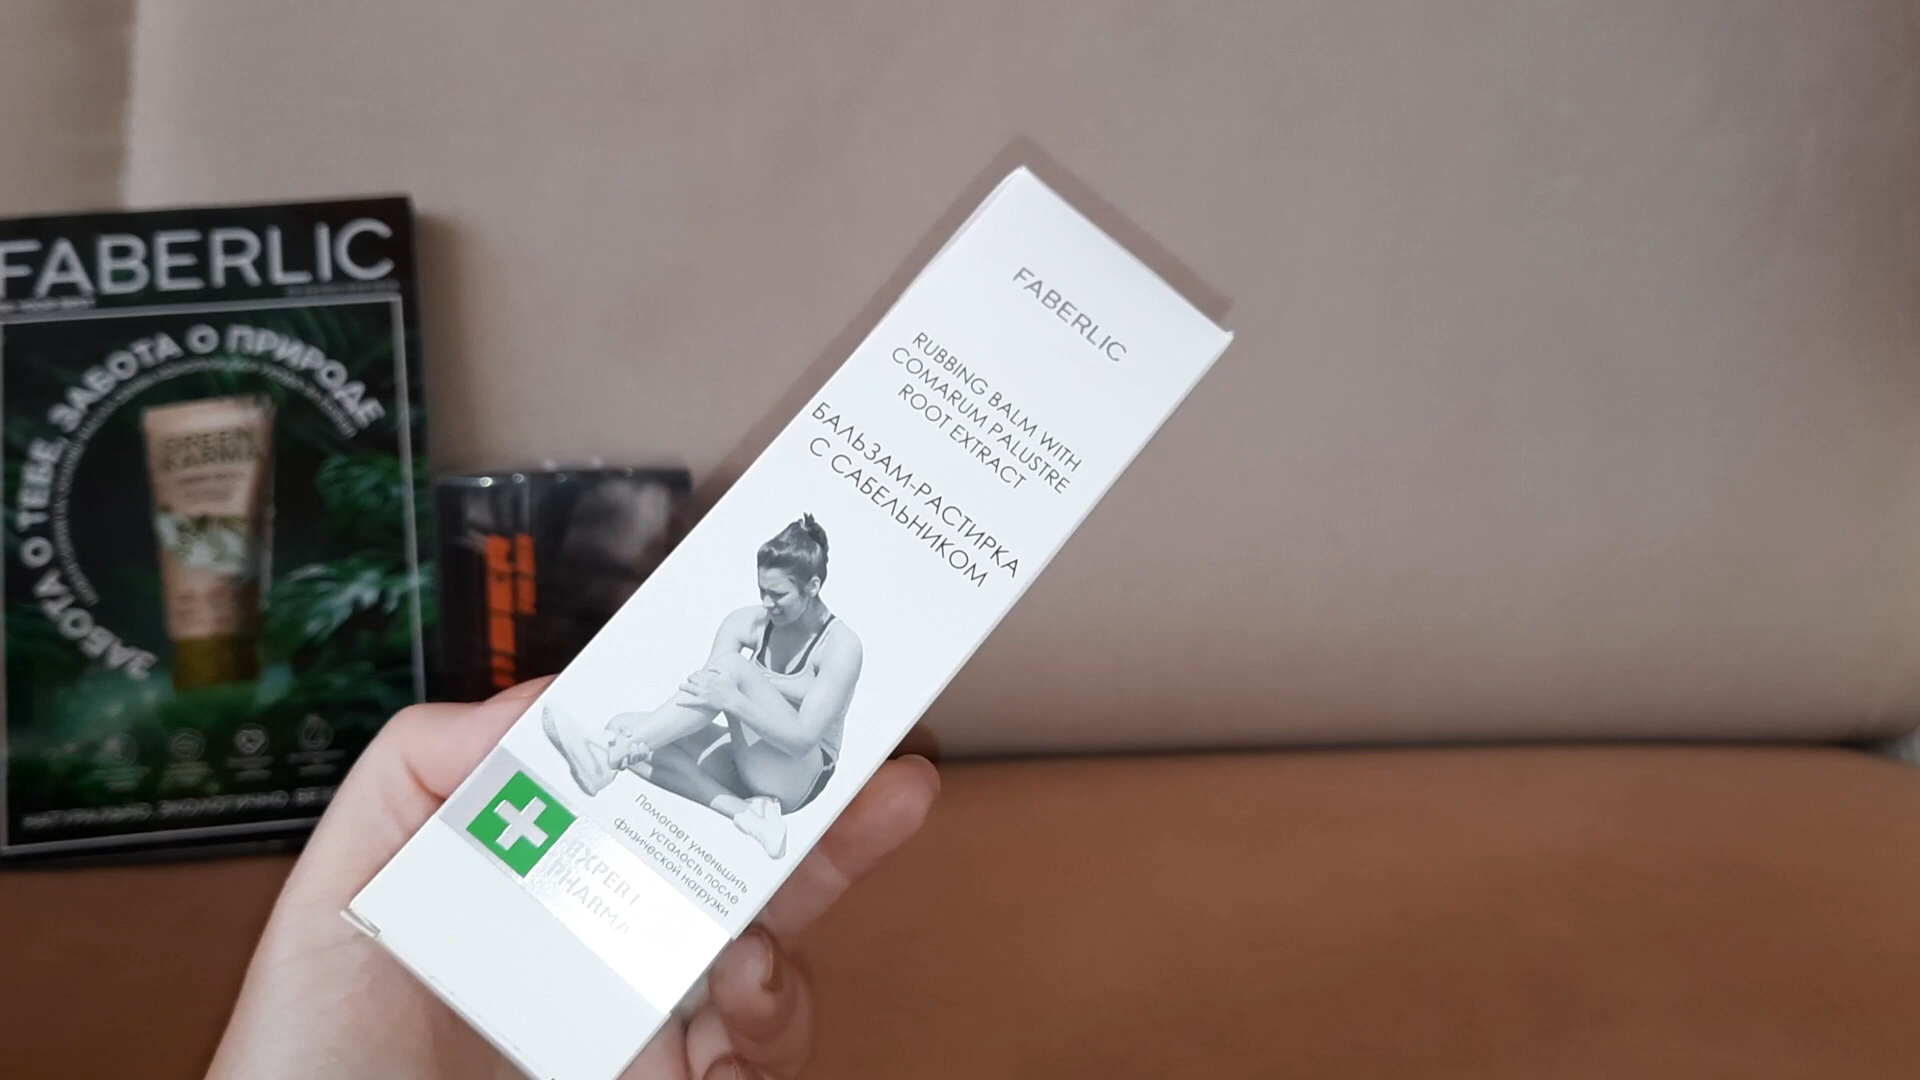 FABERLIC
ЗАБОТА О ТЕБЕ, ЗАБОТА О ПРИРОДЕ
GREEN
KARMA
FABERLIC
RUBBING BALM WITH
COMARUM PALUSTRE
ROOT EXTRACT
БАЛЬЗАМ-РАСТИРКА
С САБЕЛЬНИКОМ
Помогает уменьшить
усталость после
физической нагрузки
EXPERT
PHARMA